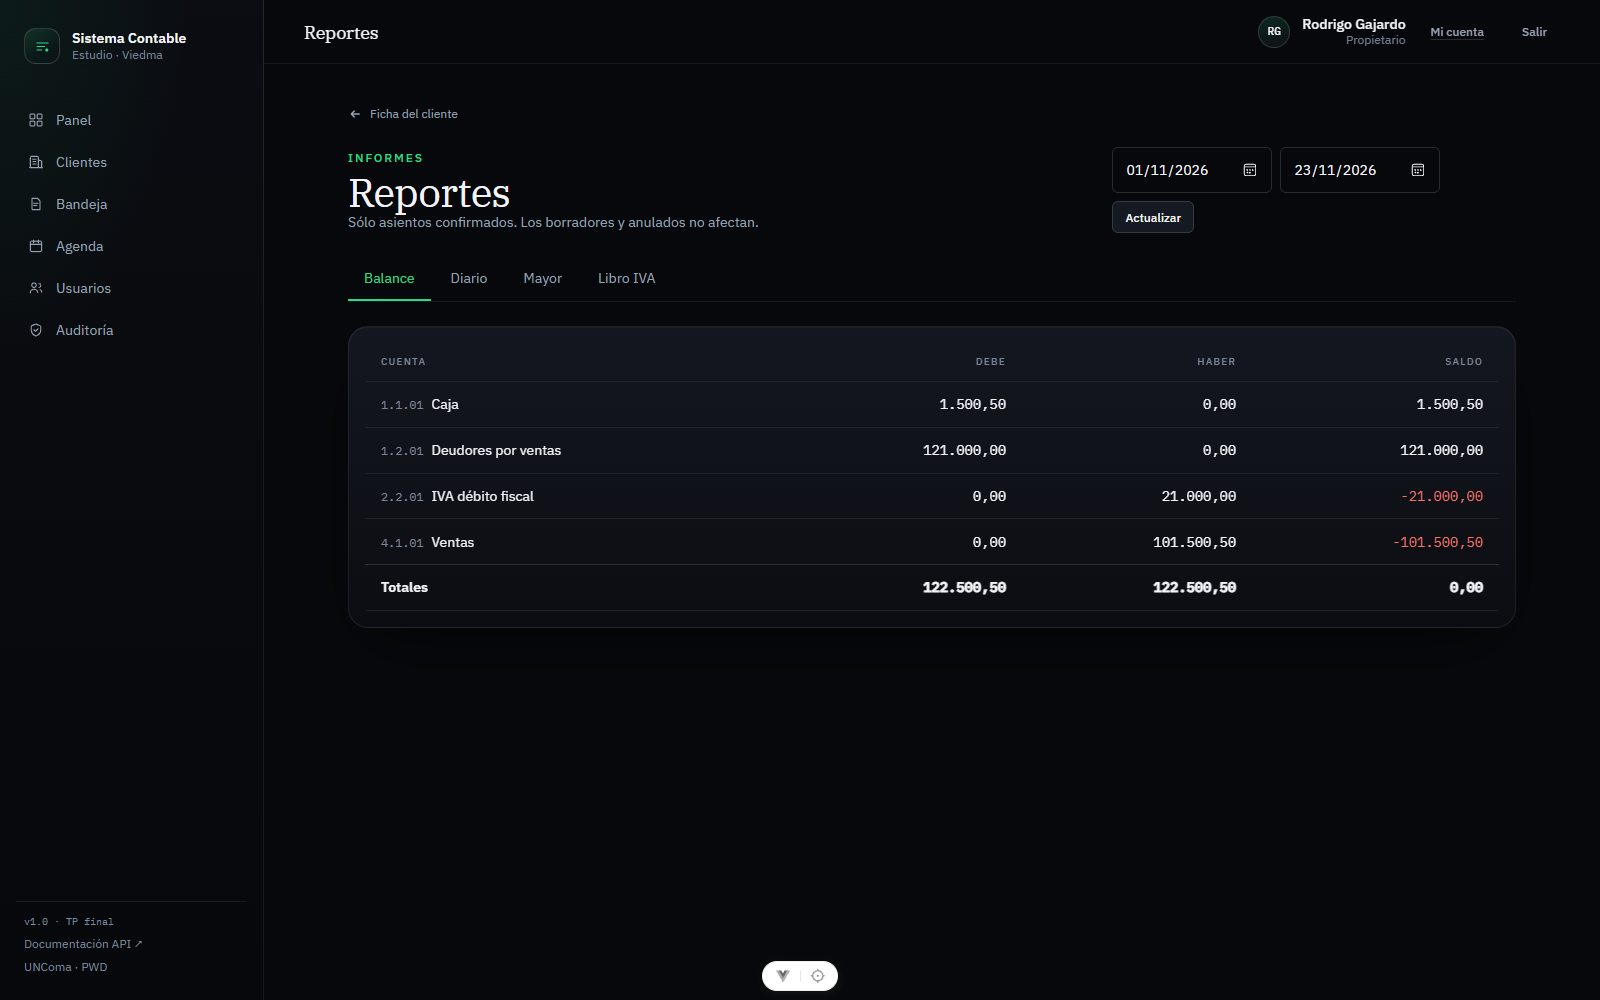 Sistema Contable
Estudio · Viedma
Panel
Clientes
Bandeja
Agenda
Usuarios
Auditoría
v1.0 · TP final
Documentación API ↗
UNComa · PWD
Reportes
RG
Rodrigo Gajardo
Propietario
Mi cuenta
Salir
← Ficha del cliente
INFORMES
Reportes
Sólo asientos confirmados. Los borradores y anulados no afectan.
01/11/2026 23/11/2026
Actualizar
Balance Diario Mayor Libro IVA
CUENTA DEBE HABER SALDO
1.1.01 Caja 1.500,50 0,00 1.500,50
1.2.01 Deudores por ventas 121.000,00 0,00 121.000,00
2.2.01 IVA débito fiscal 0,00 21.000,00 -21.000,00
4.1.01 Ventas 0,00 101.500,50 -101.500,50
Totales 122.500,50 122.500,50 0,00